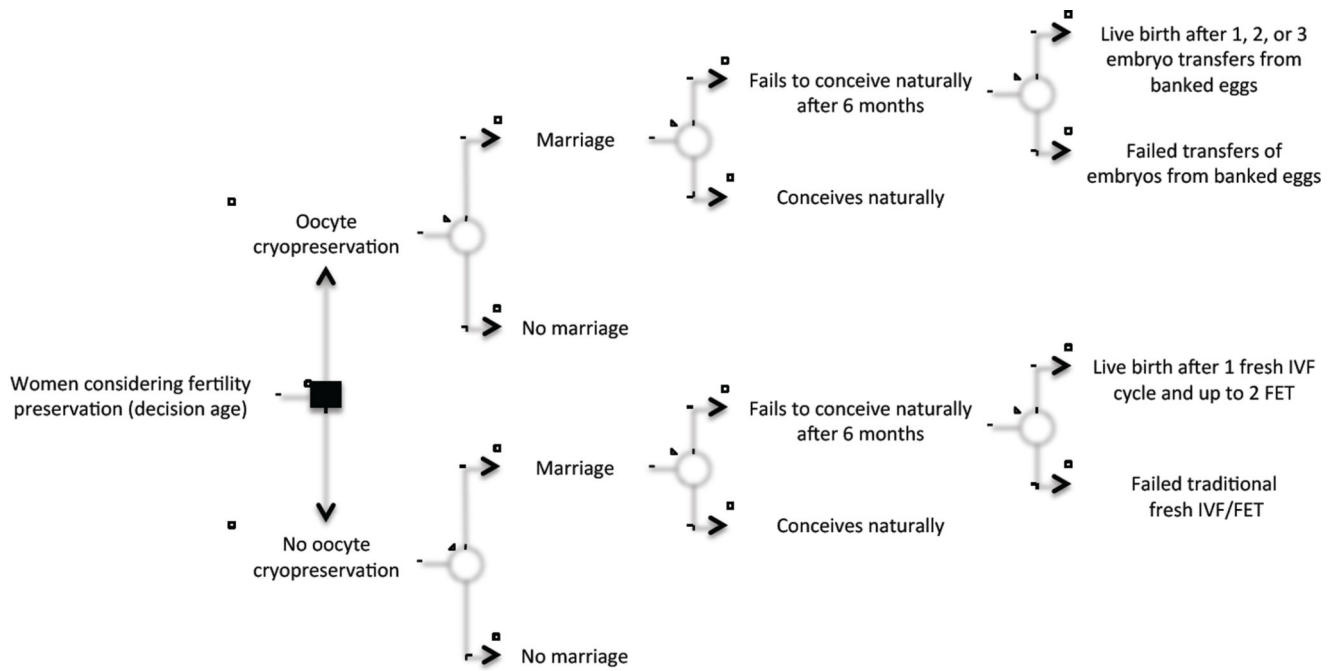 Women considering fertility
preservation (decision age)
Oocyte
cryopreservation
Marriage
Fails to conceive naturally
after 6 months
Live birth after 1, 2, or 3
embryo transfers from
banked eggs
Failed transfers of
embryos from banked eggs
Conceives naturally
No marriage
No oocyte
cryopreservation
Marriage
Fails to conceive naturally
after 6 months
Live birth after 1 fresh IVF
cycle and up to 2 FET
Failed traditional
fresh IVF/FET
Conceives naturally
No marriage